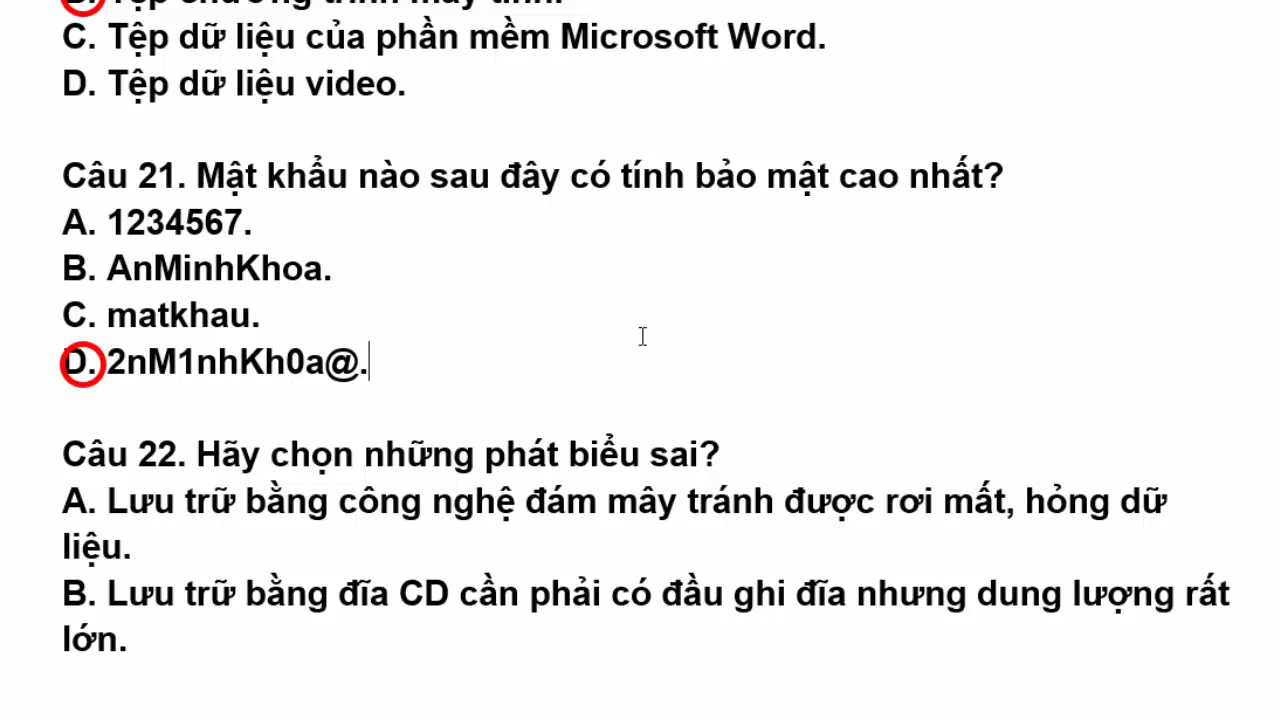 C. Tệp dữ liệu của phần mềm Microsoft Word.
D. Tệp dữ liệu video.
Câu 21. Mật khẩu nào sau đây có tính bảo mật cao nhất?
A. 1234567.
B. AnMinhKhoa.
C. matkhau.
D. 2nM1nhKh0a@.
Câu 22. Hãy chọn những phát biểu sai?
A. Lưu trữ bằng công nghệ đám mây tránh được rơi mất, hỏng dữ
liệu.
B. Lưu trữ bằng đĩa CD cần phải có đầu ghi đĩa nhưng dung lượng rất
lớn.